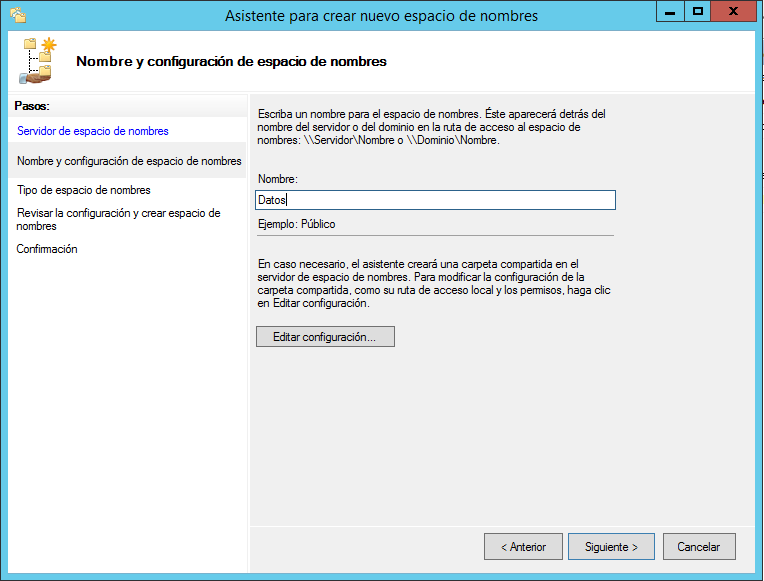 Asistente para crear nuevo espacio de nombres
Nombre y configuración de espacio de nombres
Pasos:
Servidor de espacio de nombres
Nombre y configuración de espacio de nombres
Tipo de espacio de nombres
Revisar la configuración y crear espacio de
nombres
Confirmación
Escriba un nombre para el espacio de nombres. Éste aparecerá detrás del
nombre del servidor o del dominio en la ruta de acceso al espacio de
nombres: \\Servidor\Nombre o \\Dominio\Nombre.
Nombre:
Datos
Ejemplo: Público
En caso necesario, el asistente creará una carpeta compartida en el
servidor de espacio de nombres. Para modificar la configuración de la
carpeta compartida, como su ruta de acceso local y los permisos, haga clic
en Editar configuración.
Editar configuración...
< Anterior
Siguiente >
Cancelar